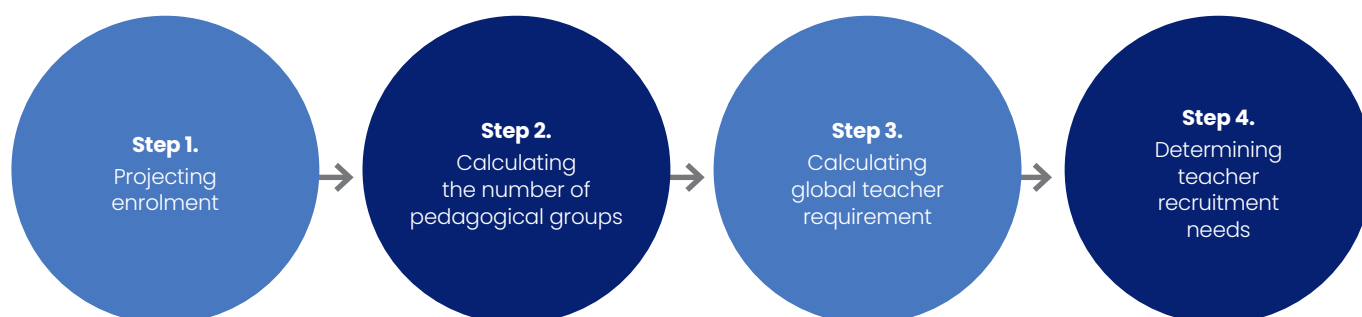 Step 1.
Projecting
enrolment
Step 2.
Calculating
the number of
pedagogical groups
Step 3.
Calculating
global teacher
requirement
Step 4.
Determining
teacher
recruitment
needs